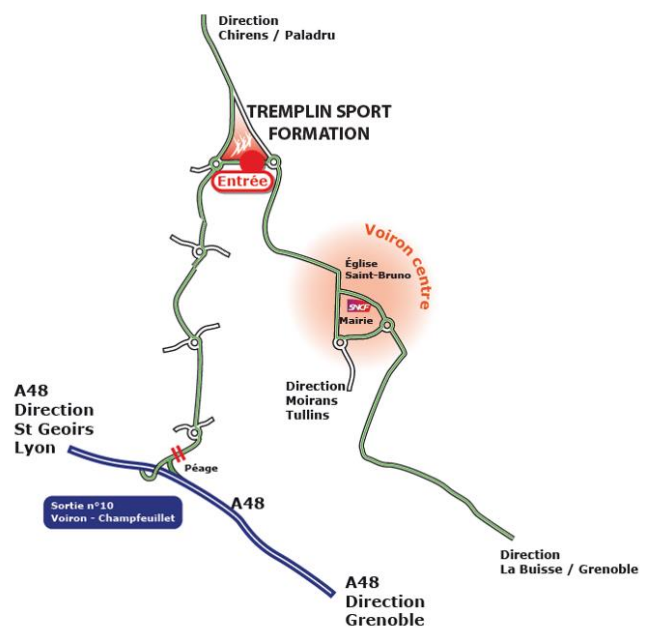 Direction
Chirens / Paladru
TREMPLIN SPORT
FORMATION
Entrée
Voiron centre
Église
Saint-Bruno
SNCF
Mairie
Direction
Moirans
Tullins
A48
Direction
St Geoirs
Lyon
Péage
Sortie n°10
Voiron - Champfeuillet
A48
Direction
La Buisse / Grenoble
A48
Direction
Grenoble